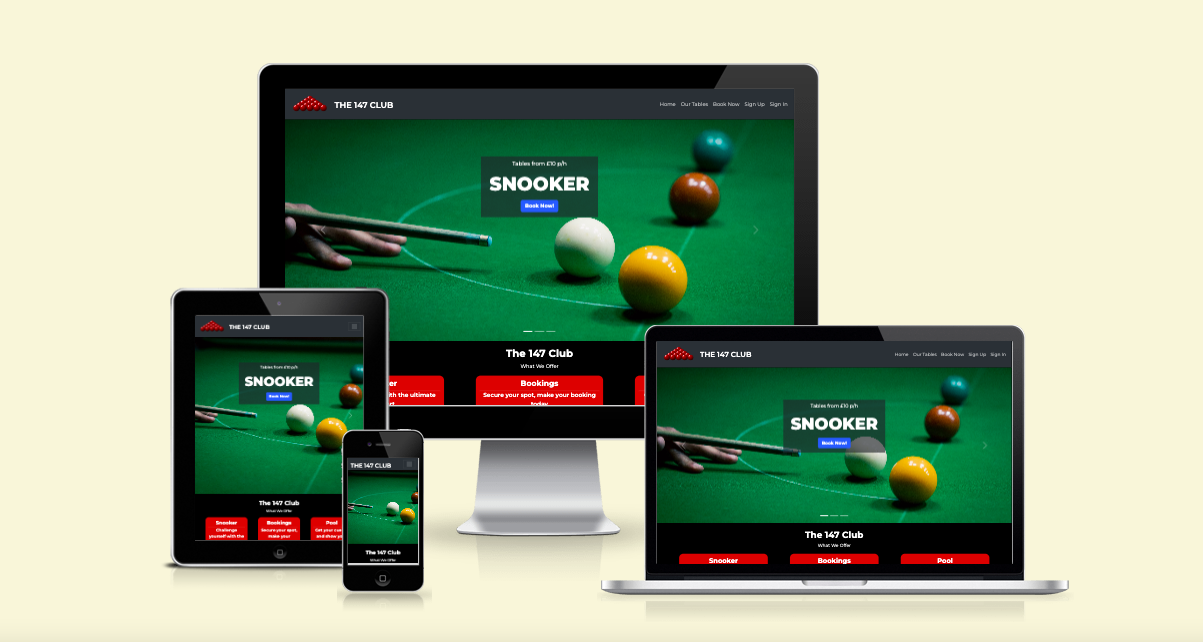 THE 147 CLUB
Home Our Tables Book Now Sign Up Sign In
Tables from £10 p/h
SNOOKER
Book Now!
The 147 Club
What We Offer
er
Bookings
with the ultimate
Secure your spot, make your booking
today
THE 147 CLUB
Tables from £10 p/h
SNOOKER
Book Now!
The 147 Club
What We Offer
Snooker
Bookings
Pool
Challenge
Secure your spot,
Get your cue
yourself with the
make your
and show yo
THE 147 CLUB
The 147 Club
What We Offer
THE 147 CLUB
Home Our Tables Book Now Sign Up Sign In
Tables from £10 p/h
SNOOKER
Book Now!
The 147 Club
What We Offer
Snooker
Bookings
Pool